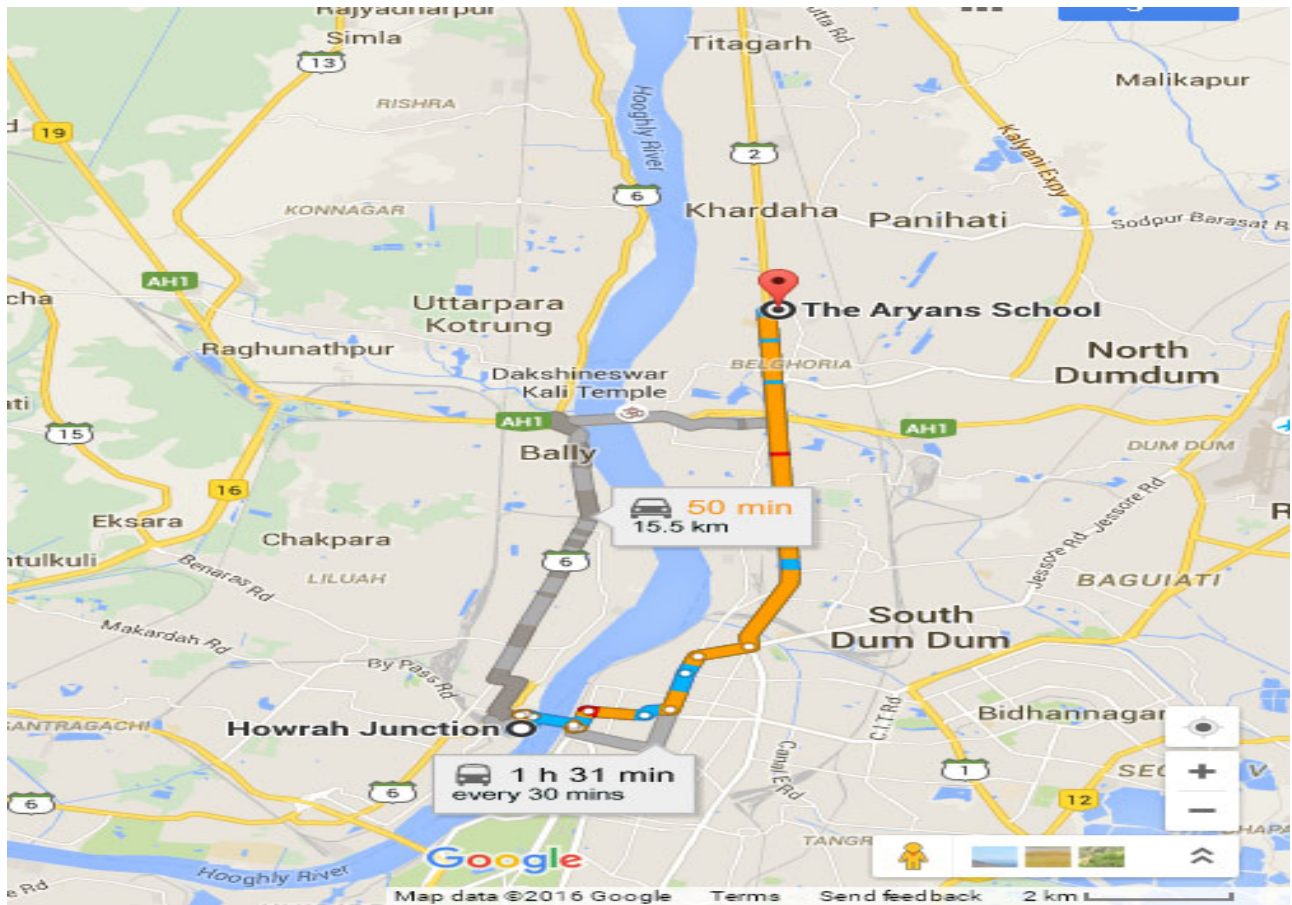 Rajyadharpur
Simla
13
Titagarh
Malikapur
RISHRA
Hooghly River
19
2
Kalyani Expy
6
KONNAGAR
Khardaha
Panihati
Sodpur Barasat R
AH1
Uttarpara
Kotrung
The Aryans School
Raghunathpur
BELGHORIA
North
Dumdum
Dakshineswar
Kali Temple
AH1
AH1
15
Bally
DUM DUM
16
50 min
15.5 km
Eksara
Chakpara
Jessore Rd
Jessore Rd
6
LILUAH
Benaras Rd
BAGUIATI
South
Dum Dum
Makardah Rd
By Pass Rd
C.I.T Rd
SANTRAGACHI
Howrah Junction
Bidhannagar
1 h 31 min
every 30 mins
Canal E Rd
1
6
6
12
+
−
Google
Hooghly River
Map data ©2016 Google
Terms
Send feedback
2 km